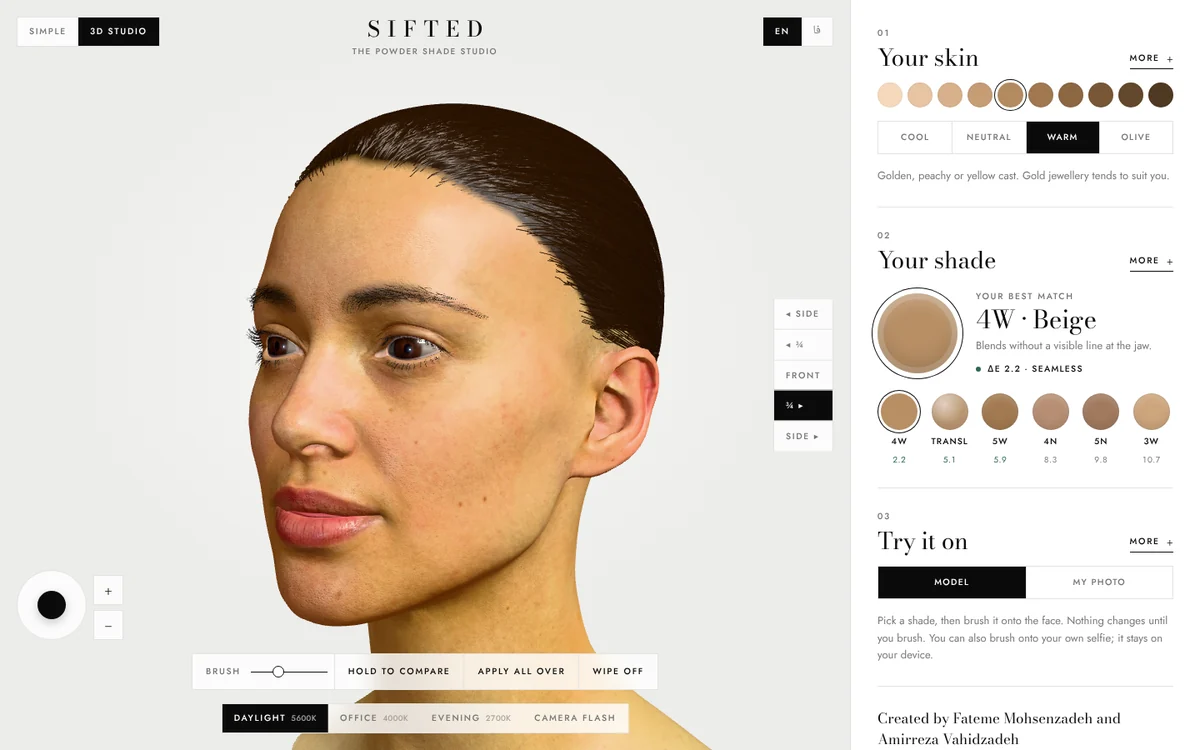 SIMPLE
3D STUDIO
SIFTED
THE POWDER SHADE STUDIO
EN
فا
◂ SIDE
◂ ¾
FRONT
¾ ▸
SIDE ▸
+
−
BRUSH
HOLD TO COMPARE
APPLY ALL OVER
WIPE OFF
DAYLIGHT 5600K
OFFICE 4000K
EVENING 2700K
CAMERA FLASH
01
Your skin
MORE +
COOL
NEUTRAL
WARM
OLIVE
Golden, peachy or yellow cast. Gold jewellery tends to suit you.
02
Your shade
MORE +
YOUR BEST MATCH
4W · Beige
Blends without a visible line at the jaw.
ΔE 2.2 · SEAMLESS
4W TRANSL 5W 4N 5N 3W
2.2 5.1 5.9 8.3 9.8 10.7
03
Try it on
MORE +
MODEL
MY PHOTO
Pick a shade, then brush it onto the face. Nothing changes until
you brush. You can also brush onto your own selfie; it stays on
your device.
Created by Fateme Mohsenzadeh and
Amirreza Vahidzadeh